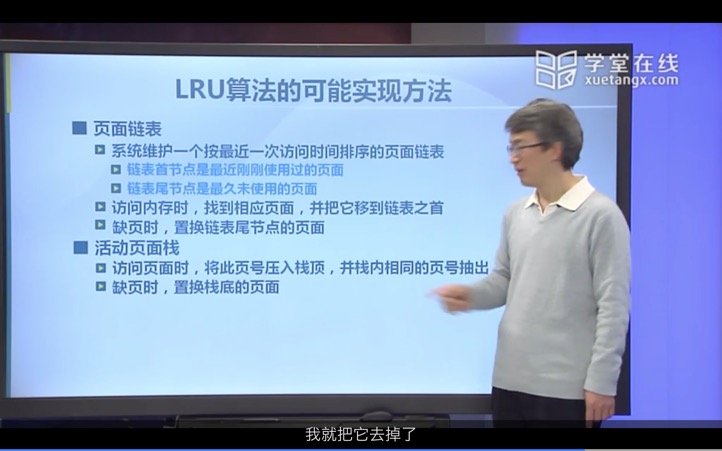 学堂在线
xuetangx.com
LRU算法的可能实现方法
页面链表
系统维护一个按最近一次访问时间排序的页面链表
链表首节点是最近刚刚使用过的页面
链表尾节点是最久未使用的页面
访问内存时，找到相应页面，并把它移到链表之首
缺页时，置换链表尾节点的页面
活动页面栈
访问页面时，将此页号压入栈顶，并栈内相同的页号抽出
缺页时，置换栈底的页面
我就把它去掉了